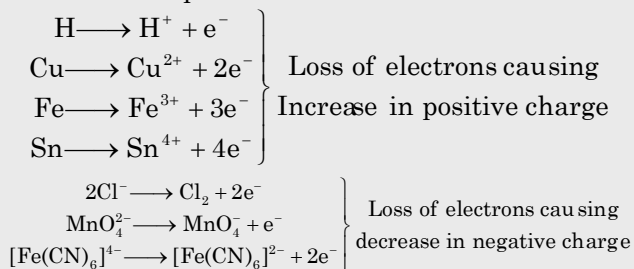 H ⟶ H⁺ + e⁻
Cu ⟶ Cu²⁺ + 2e⁻
Fe ⟶ Fe³⁺ + 3e⁻
Sn ⟶ Sn⁴⁺ + 4e⁻
Loss of electrons causing
Increase in positive charge
2Cl⁻ ⟶ Cl₂ + 2e⁻
MnO₄²⁻ ⟶ MnO₄⁻ + e⁻
[Fe(CN)₆]⁴⁻ ⟶ [Fe(CN)₆]²⁻ + 2e⁻
Loss of electrons causing
decrease in negative charge